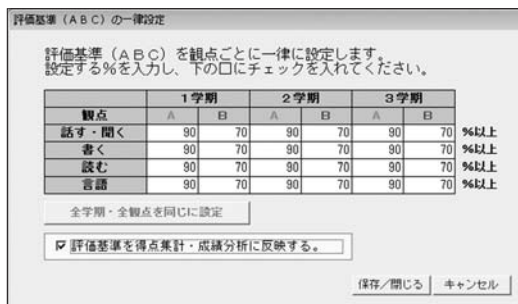 評価基準（ＡＢＣ）の一律設定
評価基準（ＡＢＣ）を観点ごとに一律に設定します。
設定する％を入力し、下の口にチェックを入れてください。
1学期 2学期 3学期
観点 A B A B A B
話す・聞く 90 70 90 70 90 70 %以上
書く 90 70 90 70 90 70 %以上
読む 90 70 90 70 90 70 %以上
言語 90 70 90 70 90 70 %以上
全学期・全観点を同じに設定
評価基準を得点集計・成績分析に反映する。
保存／閉じる キャンセル